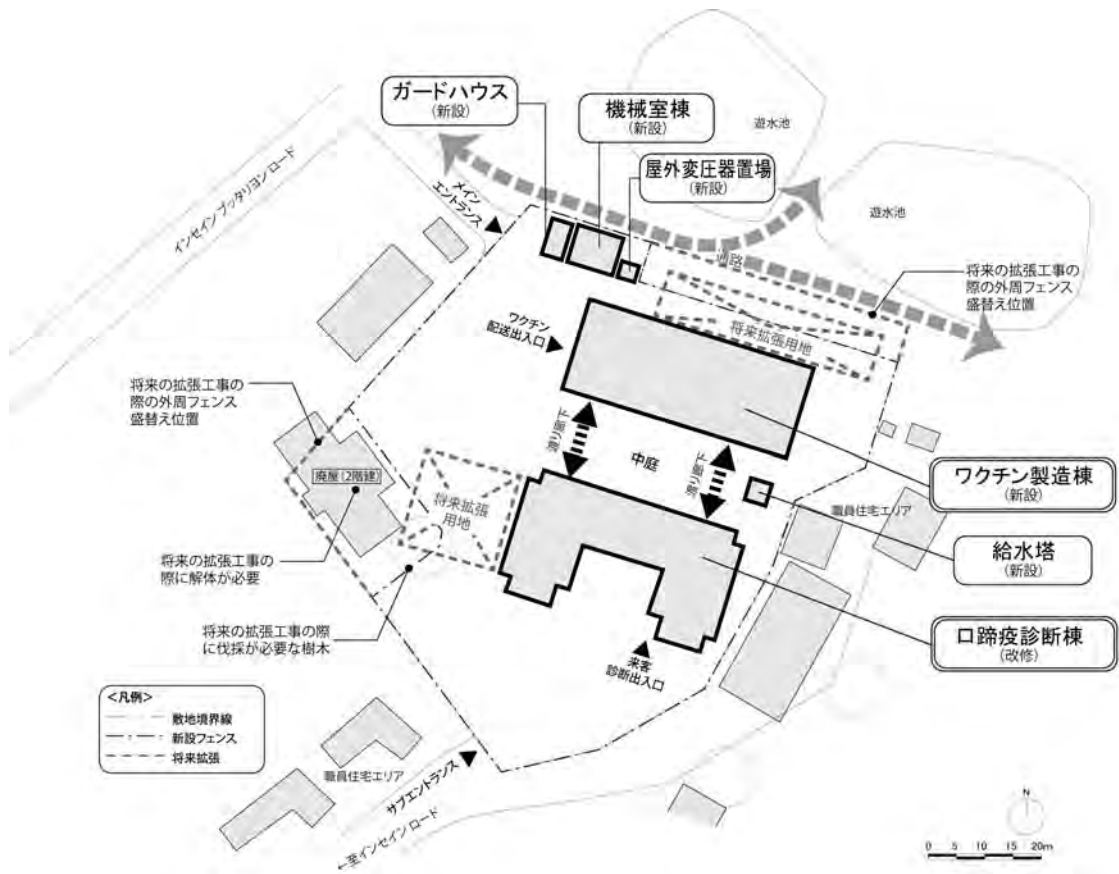 ガードハウス
(新設)
機械室棟
(新設)
屋外変圧器置場
(新設)
遊水池
遊水池
インセイン ブッタリヨン ロード
メイン
エントランス
通路
将来の拡張工事の
際の外周フェンス
盛替え位置
将来拡張用地
ワクチン
配送出入口
将来の拡張工事の
際の外周フェンス
盛替え位置
渡り廊下
中庭
渡り廊下
ワクチン製造棟
(新設)
廃屋(2階建)
将来拡張
用地
職員住宅エリア
給水塔
(新設)
将来の拡張工事の
際に解体が必要
将来の拡張工事の際
に伐採が必要な樹木
口蹄疫診断棟
(改修)
来客
診断出入口
<凡例>
敷地境界線
新設フェンス
将来拡張
職員住宅エリア
サブエントランス
←至インセイン ロード
N
0 5 10 15 20m